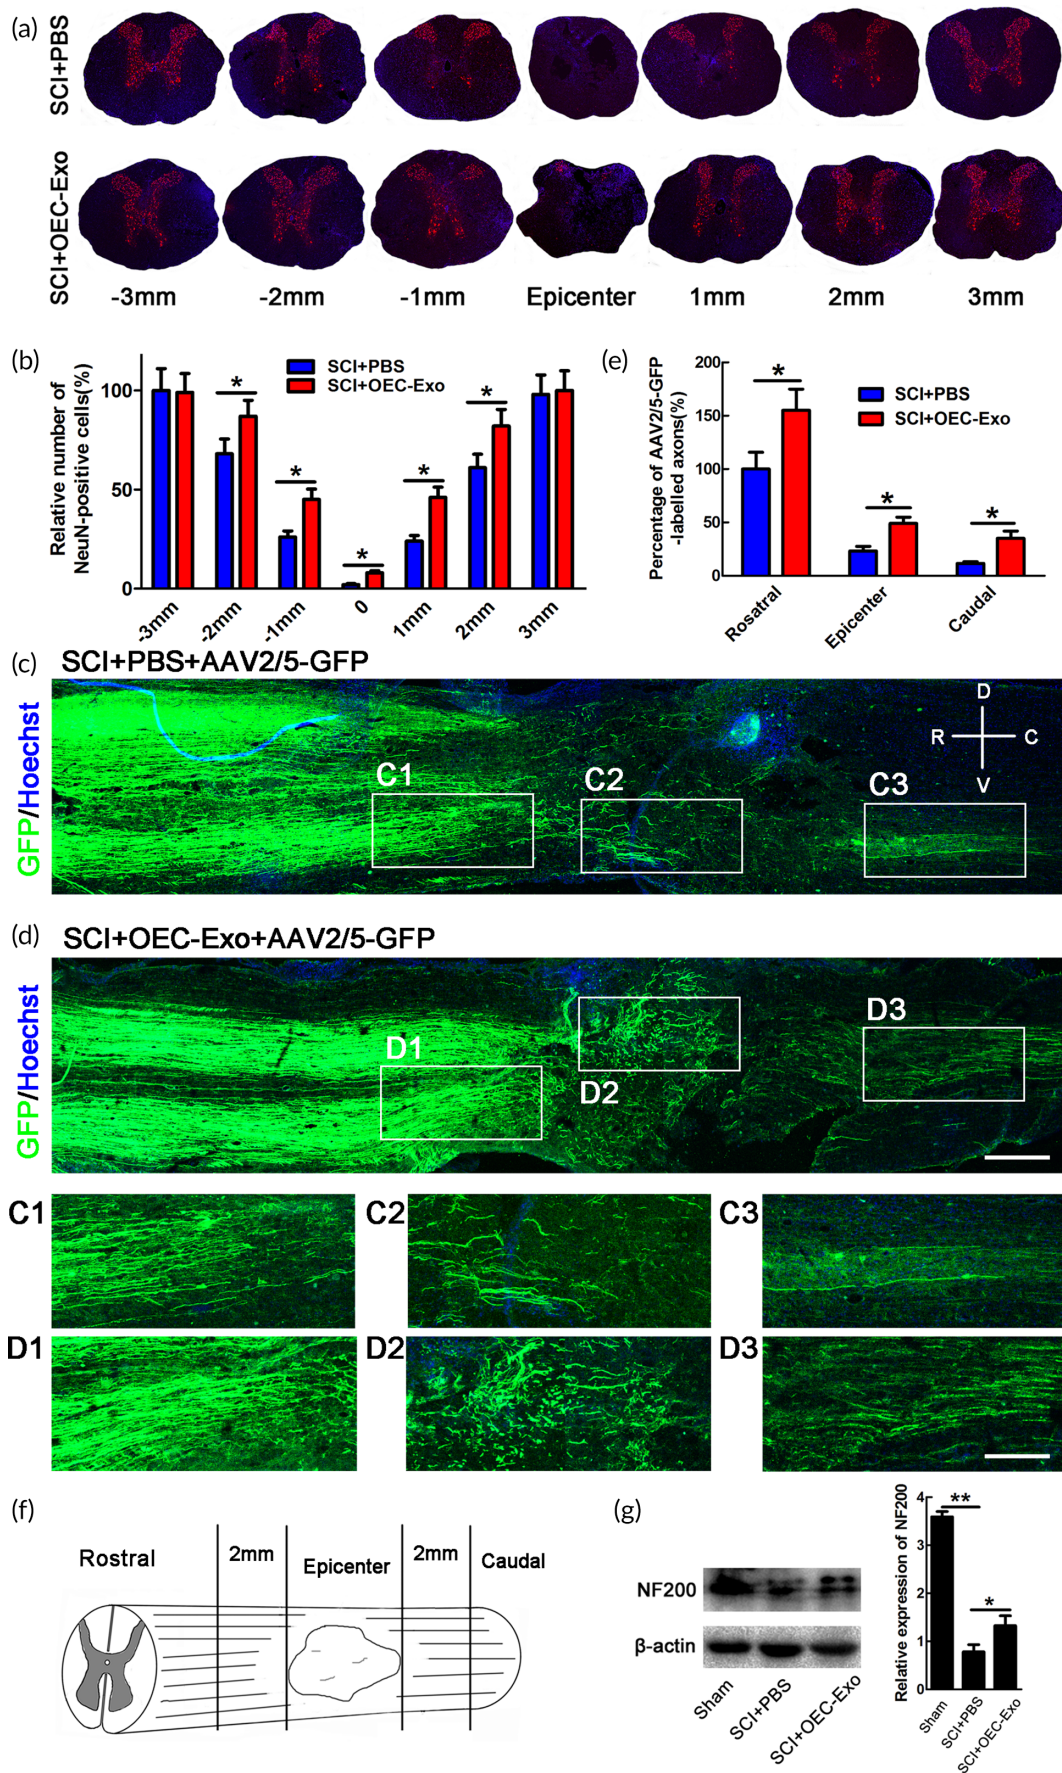 (a)
SCI+PBS
SCI+OEC-Exo
-3mm
-2mm
-1mm
Epicenter
1mm
2mm
3mm
(b)
Relative number of
NeuN-positive cells(%)
100
50
0
SCI+PBS
SCI+OEC-Exo
*
*
*
*
*
-3mm
-2mm
-1mm
0
1mm
2mm
3mm
(e)
Percentage of AAV2/5-GFP
-labelled axons(%)
200
150
100
50
0
SCI+PBS
SCI+OEC-Exo
*
*
*
Rosatral
Epicenter
Caudal
(c)
SCI+PBS+AAV2/5-GFP
GFP/Hoechst
C1
C2
C3
D
R
C
V
(d)
SCI+OEC-Exo+AAV2/5-GFP
GFP/Hoechst
D1
D2
D3
C1
C2
C3
D1
D2
D3
(f)
Rostral
2mm
Epicenter
2mm
Caudal
(g)
NF200
β-actin
Sham
SCI+PBS
SCI+OEC-Exo
Relative expression of NF200
4
3
2
1
0
**
*
Sham
SCI+PBS
SCI+OEC-Exo